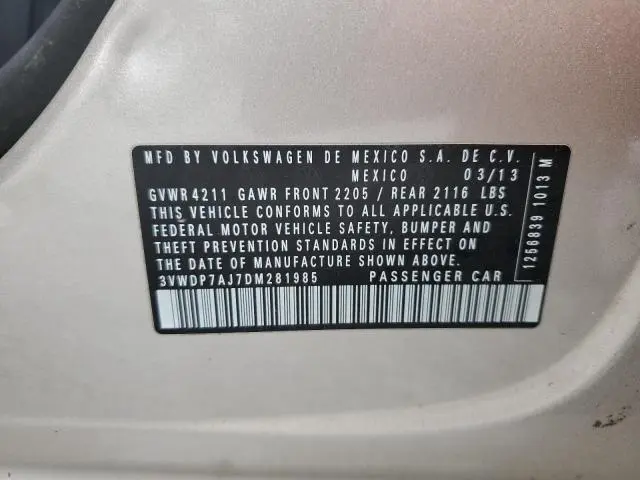 MFD BY VOLKSWAGEN DE MEXICO S.A. DE C.V.
MEXICO 03/13
GVWR 4211 GAWR FRONT 2205 / REAR 2116 LBS
THIS VEHICLE CONFORMS TO ALL APPLICABLE U.S.
FEDERAL MOTOR VEHICLE SAFETY, BUMPER AND
THEFT PREVENTION STANDARDS IN EFFECT ON
THE DATE OF MANUFACTURE SHOWN ABOVE.
3VWDP7AJ7DM281985 PASSENGER CAR
1256839 1013 M